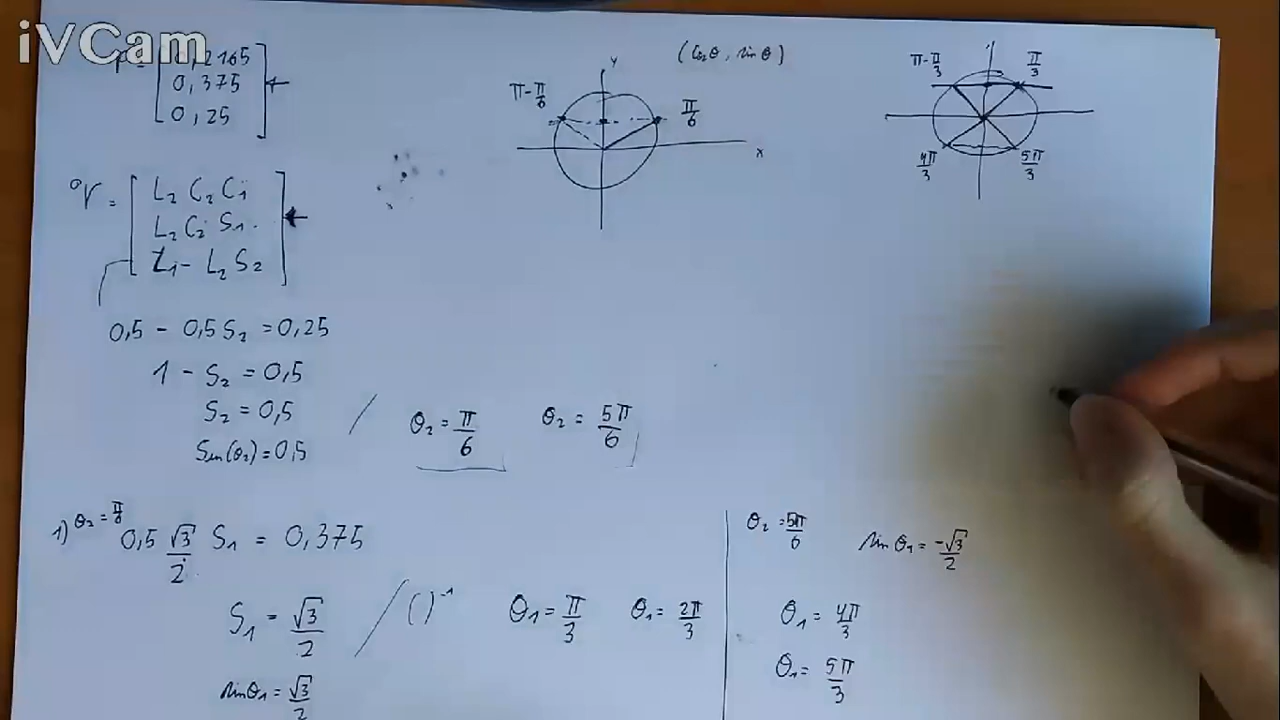 iVCam
0,2165
0,375
0,25
⁰r = [ L₂ C₂ C₁
L₂ C₂ S₁
L₁ - L₂ S₂ ]
0,5 - 0,5 S₂ = 0,25
1 - S₂ = 0,5
S₂ = 0,5 /
Sin(θ₂) = 0,5
θ₂ = π/6 θ₂ = 5π/6
(cos θ, sin θ)
y
x
π - π/6
π/6
π - π/3
π/3
4π/3
5π/3
1) θ₂ = π/6
0,5 √3/2 S₁ = 0,375
S₁ = √3/2 / ( )⁻¹ θ₁ = π/3 θ₁ = 2π/3
sin θ₁ = √3/2
θ₂ = 5π/6 sin θ₁ = -√3/2
θ₁ = 4π/3
θ₁ = 5π/3